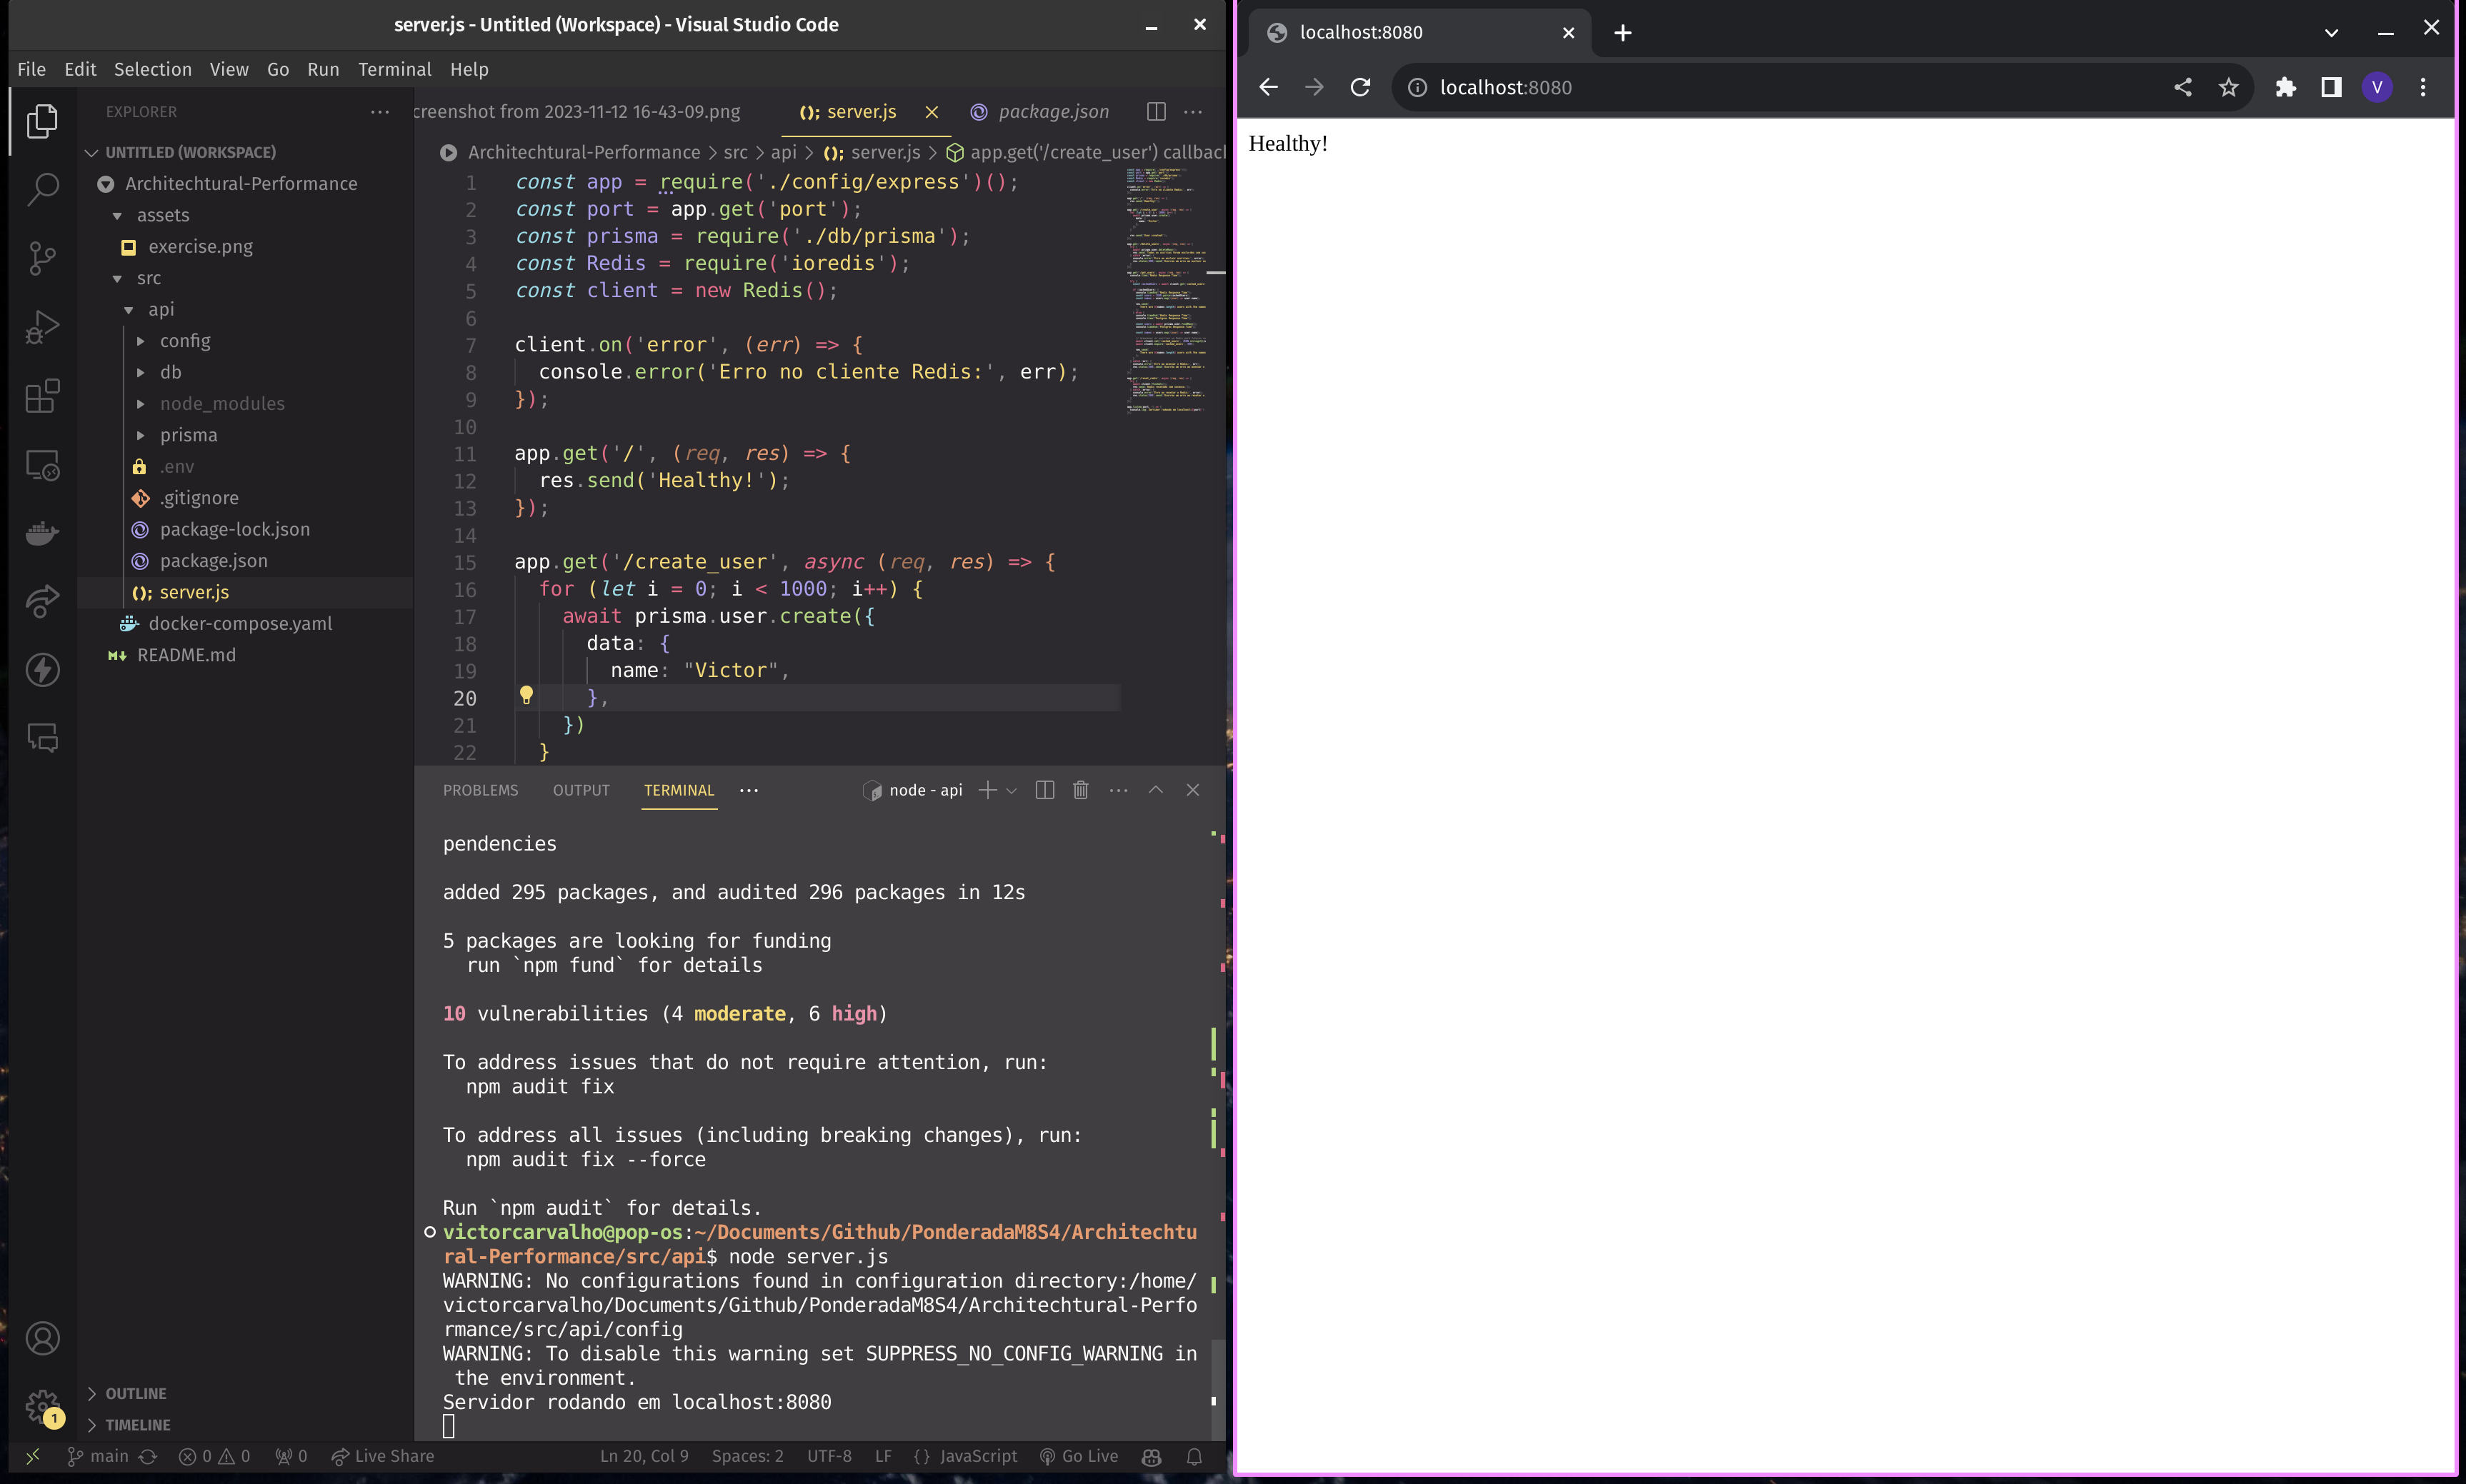 server.js - Untitled (Workspace) - Visual Studio Code
File Edit Selection View Go Run Terminal Help
EXPLORER
UNTITLED (WORKSPACE)
Architechtural-Performance
assets
exercise.png
src
api
config
db
node_modules
prisma
.env
.gitignore
package-lock.json
package.json
server.js
docker-compose.yaml
README.md
OUTLINE
TIMELINE
creenshot from 2023-11-12 16-43-09.png server.js package.json
Architechtural-Performance > src > api > server.js > app.get('/create_user') callbac
1 const app = require('./config/express')();
2 const port = app.get('port');
3 const prisma = require('./db/prisma');
4 const Redis = require('ioredis');
5 const client = new Redis();
6
7 client.on('error', (err) => {
8 console.error('Erro no cliente Redis:', err);
9 });
10
11 app.get('/', (req, res) => {
12 res.send('Healthy!');
13 });
14
15 app.get('/create_user', async (req, res) => {
16 for (let i = 0; i < 1000; i++) {
17 await prisma.user.create({
18 data: {
19 name: "Victor",
20 },
21 })
22 }
PROBLEMS OUTPUT TERMINAL ··· node - api
pendencies
added 295 packages, and audited 296 packages in 12s
5 packages are looking for funding
run `npm fund` for details
10 vulnerabilities (4 moderate, 6 high)
To address issues that do not require attention, run:
npm audit fix
To address all issues (including breaking changes), run:
npm audit fix --force
Run `npm audit` for details.
victorcarvalho@pop-os:~/Documents/Github/PonderadaM8S4/Architechtu
ral-Performance/src/api$ node server.js
WARNING: No configurations found in configuration directory:/home/
victorcarvalho/Documents/Github/PonderadaM8S4/Architechtural-Perfo
rmance/src/api/config
WARNING: To disable this warning set SUPPRESS_NO_CONFIG_WARNING in
the environment.
Servidor rodando em localhost:8080
1
main 0 0 0 Live Share Ln 20, Col 9 Spaces: 2 UTF-8 LF {} JavaScript Go Live
localhost:8080
localhost:8080
V
Healthy!